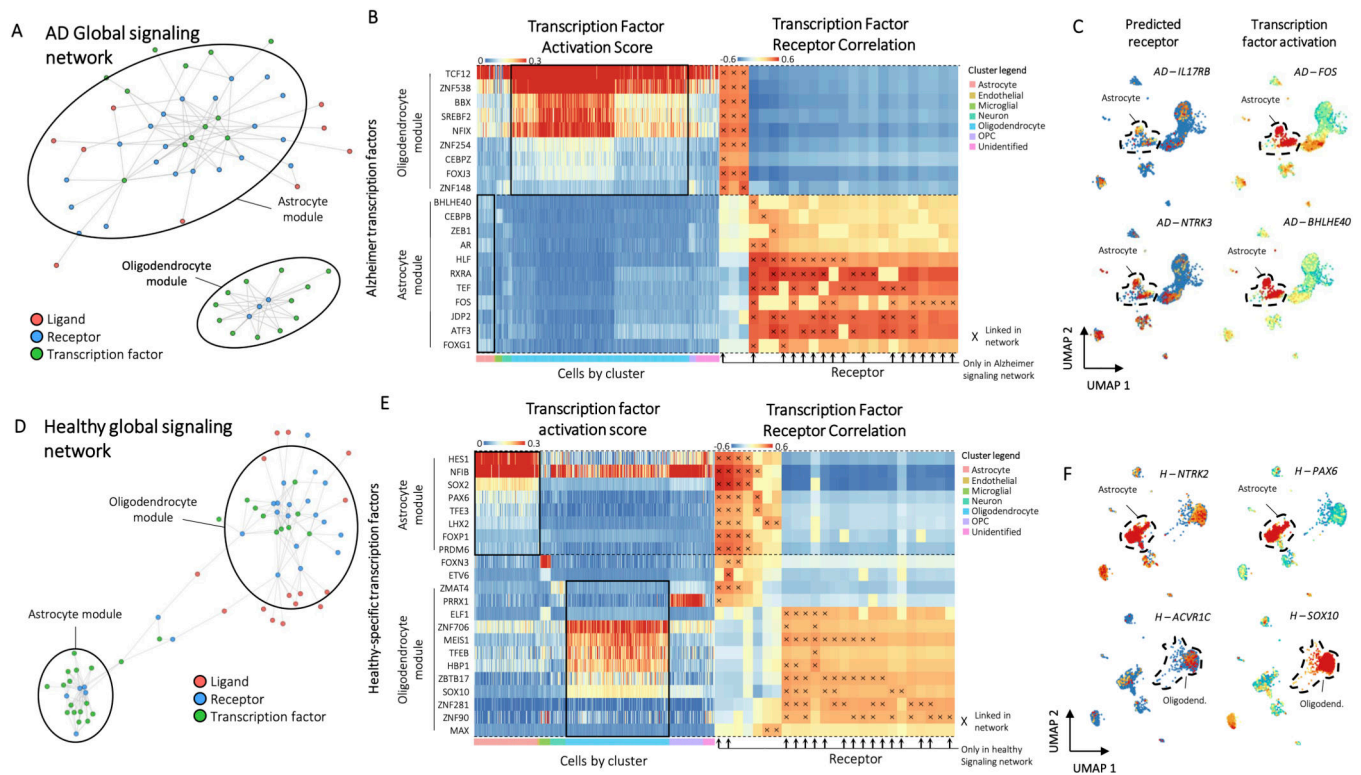 A
AD Global signaling
network
Astrocyte
module
Oligodendrocyte
module
Ligand
Receptor
Transcription factor
B
Transcription Factor
Activation Score
0 0.3
Transcription Factor
Receptor Correlation
-0.6 0.6
Alzheimer transcription factors
Oligodendrocyte
module
Astrocyte
module
TCF12
ZNF538
BBX
SREBF2
NFIX
ZNF254
CEBPZ
FOXJ3
ZNF148
BHLHE40
CEBPB
ZEB1
AR
HLF
RXRA
TEF
FOS
JDP2
ATF3
FOXG1
Cluster legend
Astrocyte
Endothelial
Microglial
Neuron
Oligodendrocyte
OPC
Unidentified
X Linked in
network
Only in Alzheimer
signaling network
Cells by cluster
Receptor
C
Predicted
receptor
Transcription
factor activation
AD–IL17RB
AD–FOS
Astrocyte
Astrocyte
AD–NTRK3
AD–BHLHE40
Astrocyte
Astrocyte
UMAP 2
UMAP 1
D
Healthy global signaling
network
Oligodendrocyte
module
Astrocyte module
Ligand
Receptor
Transcription factor
E
Transcription factor
activation score
0 0.3
Transcription Factor
Receptor Correlation
-0.6 0.6
Healthy-specific transcription factors
Astrocyte
module
Oligodendrocyte
module
HES1
NFIB
SOX2
PAX6
TFE3
LHX2
FOXP1
PRDM6
FOXN3
ETV6
ZMAT4
PRRX1
ELF1
ZNF706
MEIS1
TFEB
HBP1
ZBTB17
SOX10
ZNF281
ZNF90
MAX
Cluster legend
Astrocyte
Endothelial
Microglial
Neuron
Oligodendrocyte
OPC
Unidentified
X Linked in
network
Only in healthy
Signaling network
Cells by cluster
Receptor
F
H–NTRK2
H–PAX6
Astrocyte
Astrocyte
H–ACVR1C
H–SOX10
Oligodend.
Oligodend.
UMAP 2
UMAP 1